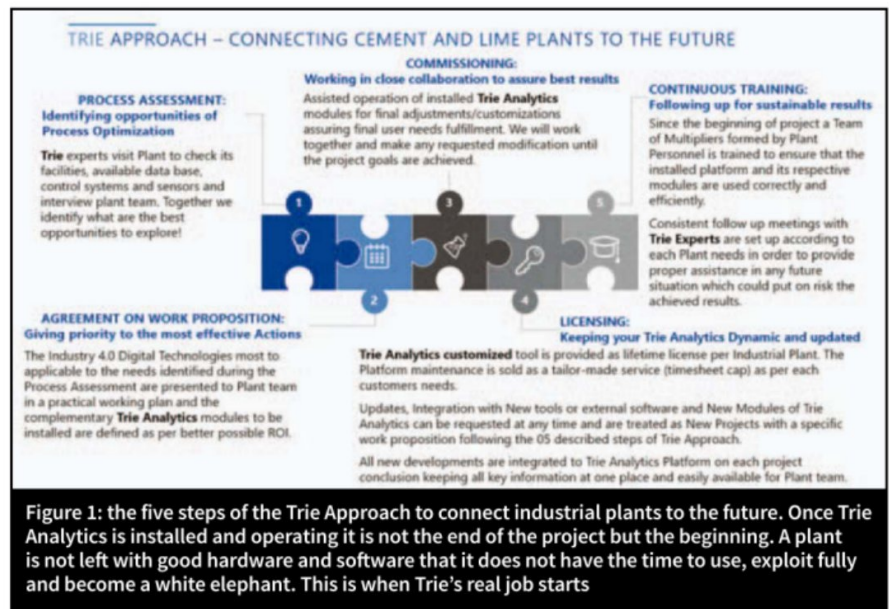 TRIE APPROACH – CONNECTING CEMENT AND LIME PLANTS TO THE FUTURE
PROCESS ASSESSMENT:
Identifying opportunities of
Process Optimization
Trie experts visit Plant to check its
facilities, available data base,
control systems and sensors and
interview plant team. Together we
identify what are the best
opportunities to explore!
COMMISSIONING:
Working in close collaboration to assure best results
Assisted operation of installed Trie Analytics
modules for final adjustments/customizations
assuring final user needs fulfillment. We will work
together and make any requested modification until
the project goals are achieved.
CONTINUOUS TRAINING:
Following up for sustainable results
Since the beginning of project a Team
of Multipliers formed by Plant
Personnel is trained to ensure that the
installed platform and its respective
modules are used correctly and
efficiently.
Consistent follow up meetings with
Trie Experts are set up according to
each Plant needs in order to provide
proper assistance in any future
situation which could put on risk the
achieved results.
1
3
5
2
4
AGREEMENT ON WORK PROPOSITION:
Giving priority to the most effective Actions
The Industry 4.0 Digital Technologies most to
applicable to the needs identified during the
Process Assessment are presented to Plant team
in a practical working plan and the
complementary Trie Analytics modules to be
installed are defined as per better possible ROI.
LICENSING:
Keeping your Trie Analytics Dynamic and updated
Trie Analytics customized tool is provided as lifetime license per Industrial Plant. The
Platform maintenance is sold as a tailor-made service (timesheet cap) as per each
customers needs.
Updates, Integration with New tools or external software and New Modules of Trie
Analytics can be requested at any time and are treated as New Projects with a specific
work proposition following the 05 described steps of Trie Approach.
All new developments are integrated to Trie Analytics Platform on each project
conclusion keeping all key information at one place and easily available for Plant team.
Figure 1: the five steps of the Trie Approach to connect industrial plants to the future. Once Trie
Analytics is installed and operating it is not the end of the project but the beginning. A plant
is not left with good hardware and software that it does not have the time to use, exploit fully
and become a white elephant. This is when Trie’s real job starts